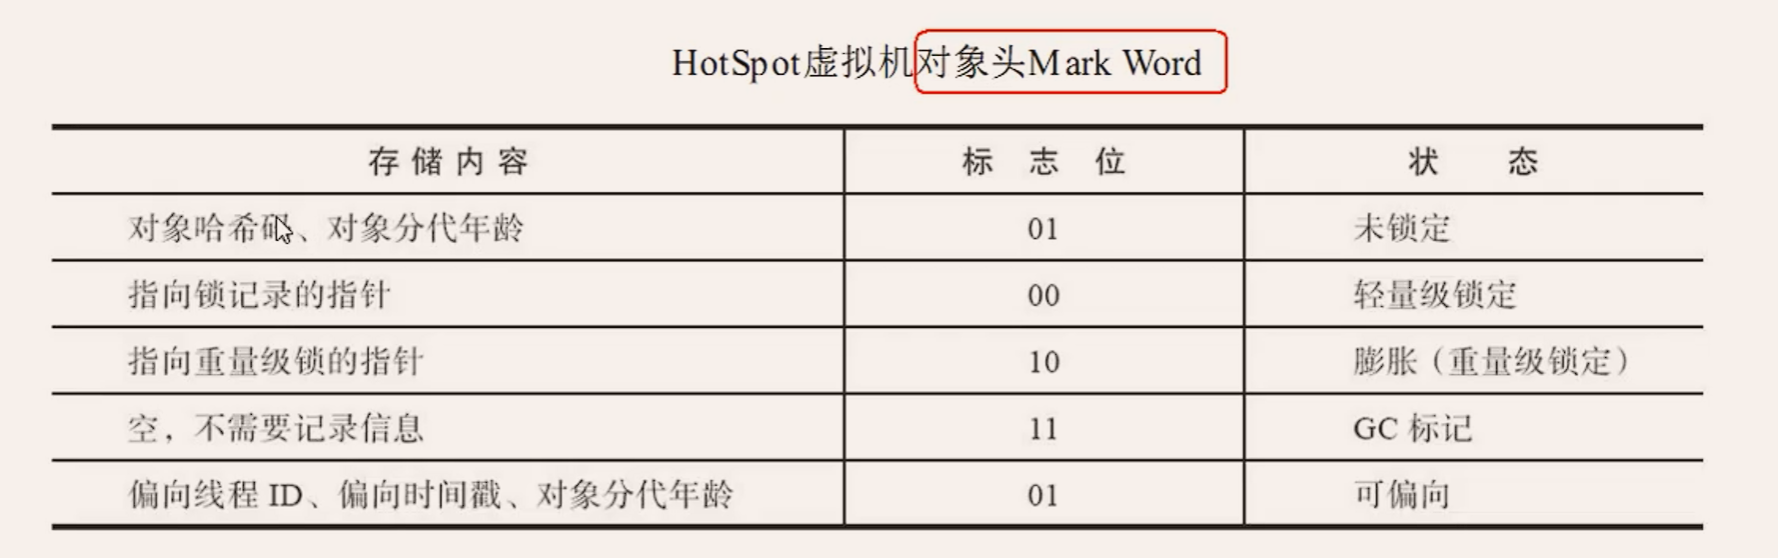 HotSpot虚拟机对象头Mark Word
存储内容 标志位 状态
对象哈希码、对象分代年龄 01 未锁定
指向锁记录的指针 00 轻量级锁定
指向重量级锁的指针 10 膨胀（重量级锁定）
空，不需要记录信息 11 GC 标记
偏向线程 ID、偏向时间戳、对象分代年龄 01 可偏向